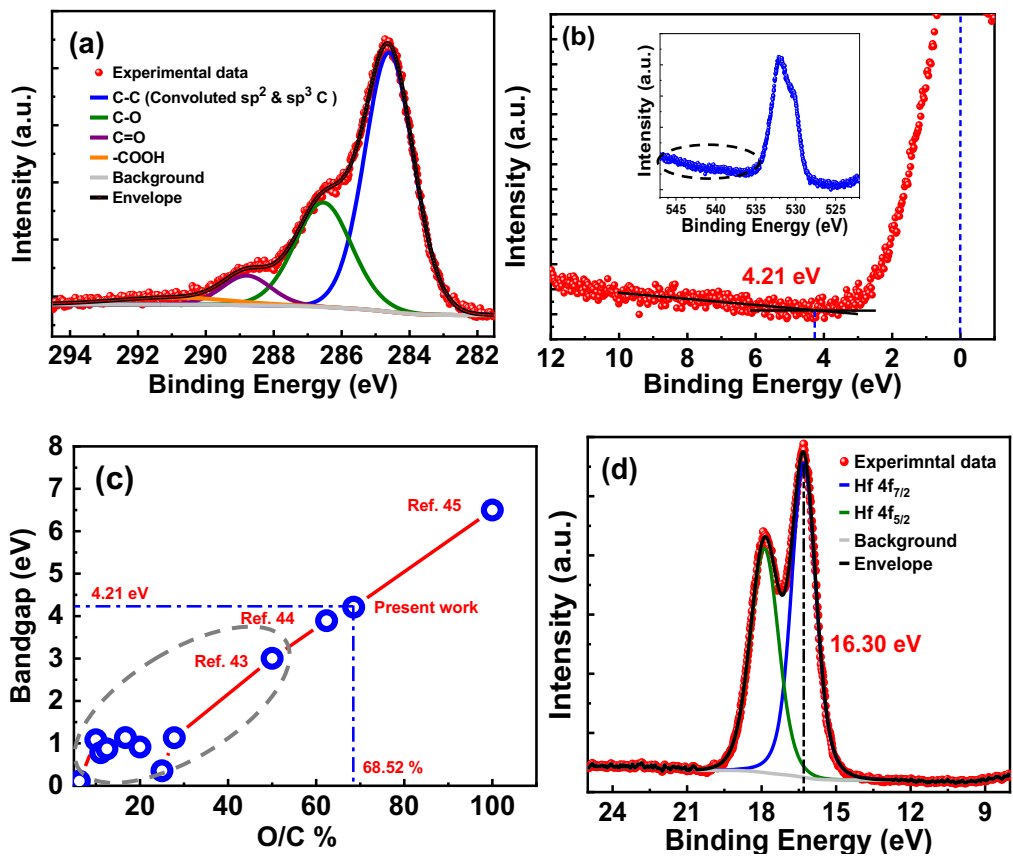 (a)
Experimental data
C-C (Convoluted sp² & sp³ C )
C-O
C=O
-COOH
Background
Envelope
Intensity (a.u.)
294 292 290 288 286 284 282
Binding Energy (eV)
(b)
Intensity (a.u.)
545 540 532 530 525
Binding Energy (eV)
4.21 eV
Intensity (a.u.)
12 10 8 6 4 2 0
Binding Energy (eV)
(c)
8
7
6
5
4
3
2
1
0
Bandgap (eV)
Ref. 45
4.21 eV
Present work
Ref. 44
Ref. 43
68.52 %
20 40 60 80 100
O/C %
(d)
Experimntal data
Hf 4f₇/₂
Hf 4f₅/₂
Background
Envelope
16.30 eV
Intensity (a.u.)
24 21 18 15 12 9
Binding Energy (eV)